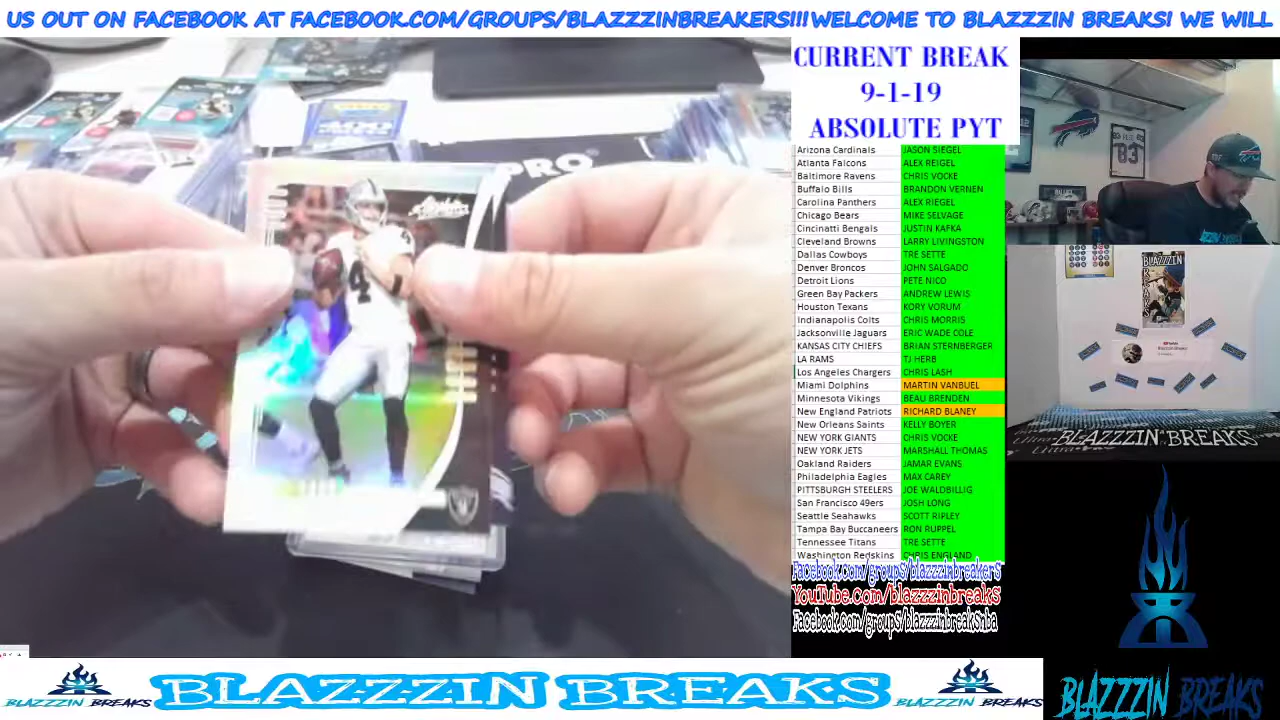 US OUT ON FACEBOOK AT FACEBOOK.COM/GROUPS/BLAZZZINBREAKERS!!! WELCOME TO BLAZZZIN BREAKS! WE WILL
CURRENT BREAK
9-1-19
ABSOLUTE PYT
Arizona Cardinals JASON SIEGEL
Atlanta Falcons ALEX REIGEL
Baltimore Ravens CHRIS VOCKE
Buffalo Bills BRANDON VERNEN
Carolina Panthers ALEX RIEGEL
Chicago Bears MIKE SELVAGE
Cincinatti Bengals JUSTIN KAFKA
Cleveland Browns LARRY LIVINGSTON
Dallas Cowboys TRE SETTE
Denver Broncos JOHN SALGADO
Detroit Lions PETE NICO
Green Bay Packers ANDREW LEWIS
Houston Texans KORY VORUM
Indianapolis Colts CHRIS MORRIS
Jacksonville Jaguars ERIC WADE COLE
KANSAS CITY CHIEFS BRIAN STERNBERGER
LA RAMS TJ HERB
Los Angeles Chargers CHRIS LASH
Miami Dolphins MARTIN VANBUEL
Minnesota Vikings BEAU BRENDEN
New England Patriots RICHARD BLANEY
New Orleans Saints KELLY BOYER
NEW YORK GIANTS CHRIS VOCKE
NEW YORK JETS MARSHALL THOMAS
Oakland Raiders JAMAR EVANS
Philadelphia Eagles MAX CAREY
PITTSBURGH STEELERS JOE WALDBILLIG
San Francisco 49ers JOSH LONG
Seattle Seahawks SCOTT RIPLEY
Tampa Bay Buccaneers RON RUPPEL
Tennessee Titans TRE SETTE
Washington Redskins CHRIS ENGLAND
Facebook.com/groups/blazzzinbreakers
YouTube.com/blazzzinbreaks
Facebook.com/groups/blazzzinbreaksnba
PRO
4
83
BLAZZZIN
BLAZZZIN BREAKS
BLAZZZIN BREAKS
BLAZZZIN BREAKS
BLAZZZIN BREAKS
BLAZZZIN BREAKS